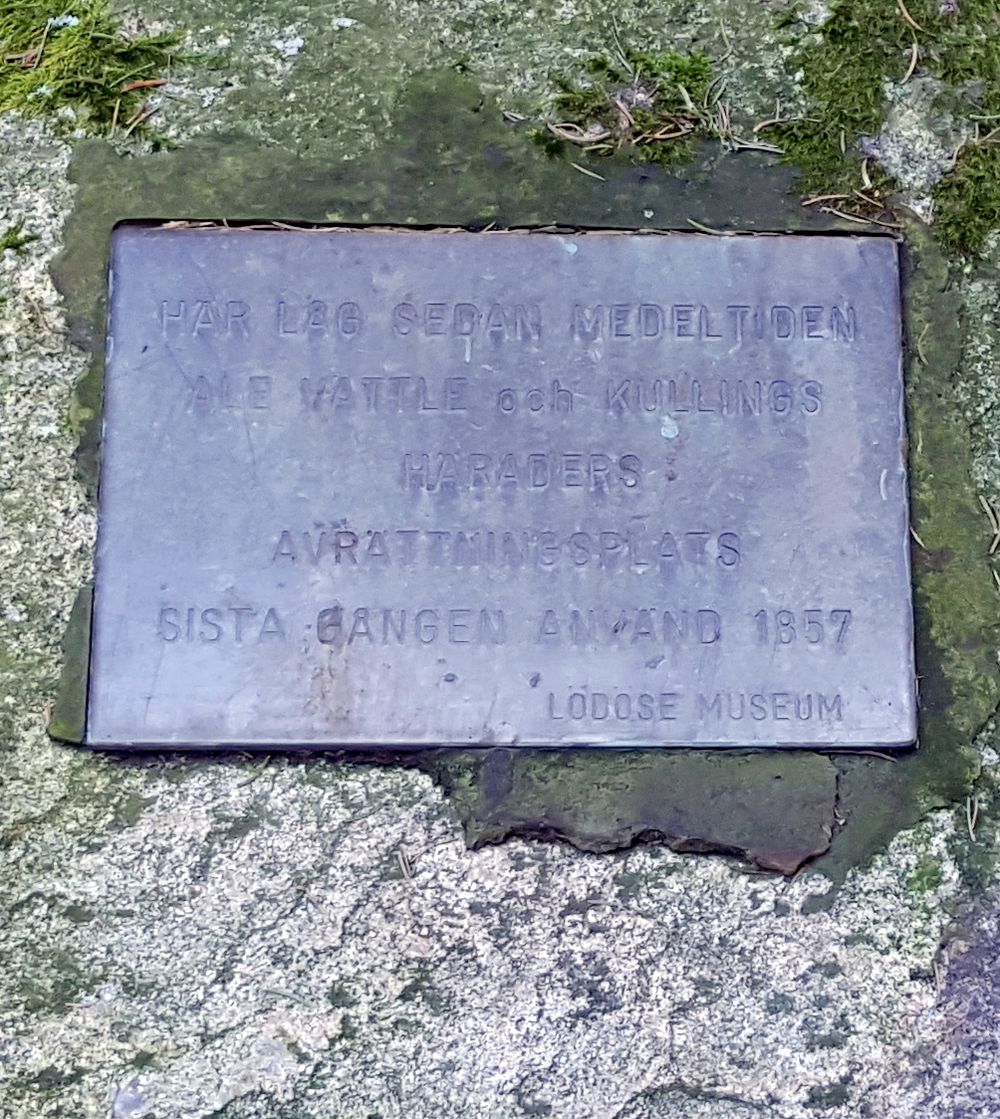 HÄR LÅG SEDAN MEDELTIDEN
ALE VÄTTLE och KULLINGS
HÄRADERS
AVRÄTTNINGSPLATS
SISTA GÅNGEN ANVÄND 1857
LÖDÖSE MUSEUM